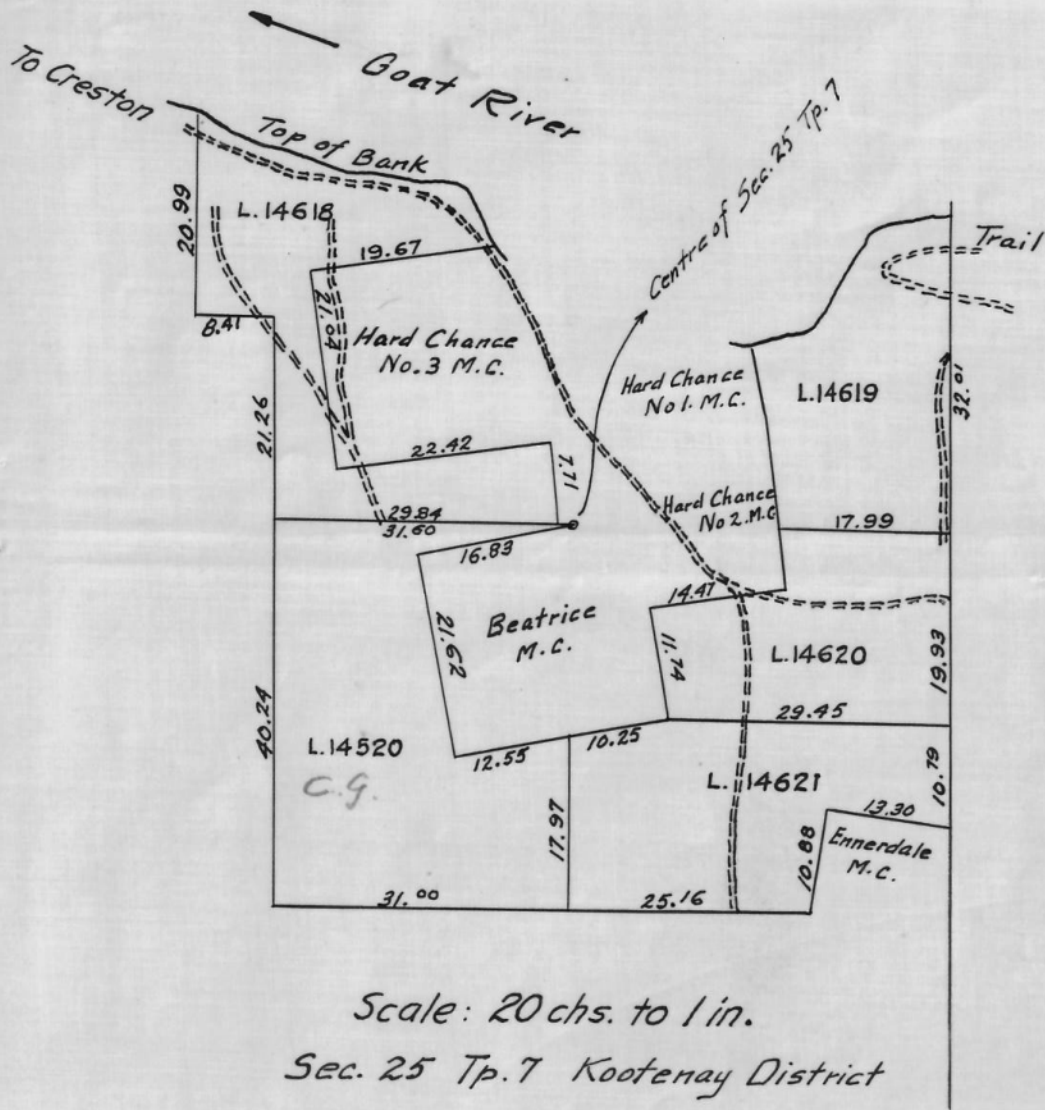 Goat River
To Creston
Top of Bank
Centre of Sec. 25 Tp. 7
Trail
20.99
L. 14618
19.67
21.04
8.41
Hard Chance
No. 3 M.C.
Hard Chance
No 1. M.C.
L.14619
32.01
21.26
22.42
7.71
Hard Chance
No 2. M.C
29.84
31.60
17.99
16.83
14.47
Beatrice
M.C.
21.62
11.74
L.14620
19.93
40.24
29.45
L.14520
C.G.
12.55
10.25
L. 14621
10.79
17.97
13.30
10.88
Ennerdale
M.C.
31.00
25.16
Scale: 20 chs. to 1 in.
Sec. 25 Tp. 7 Kootenay District